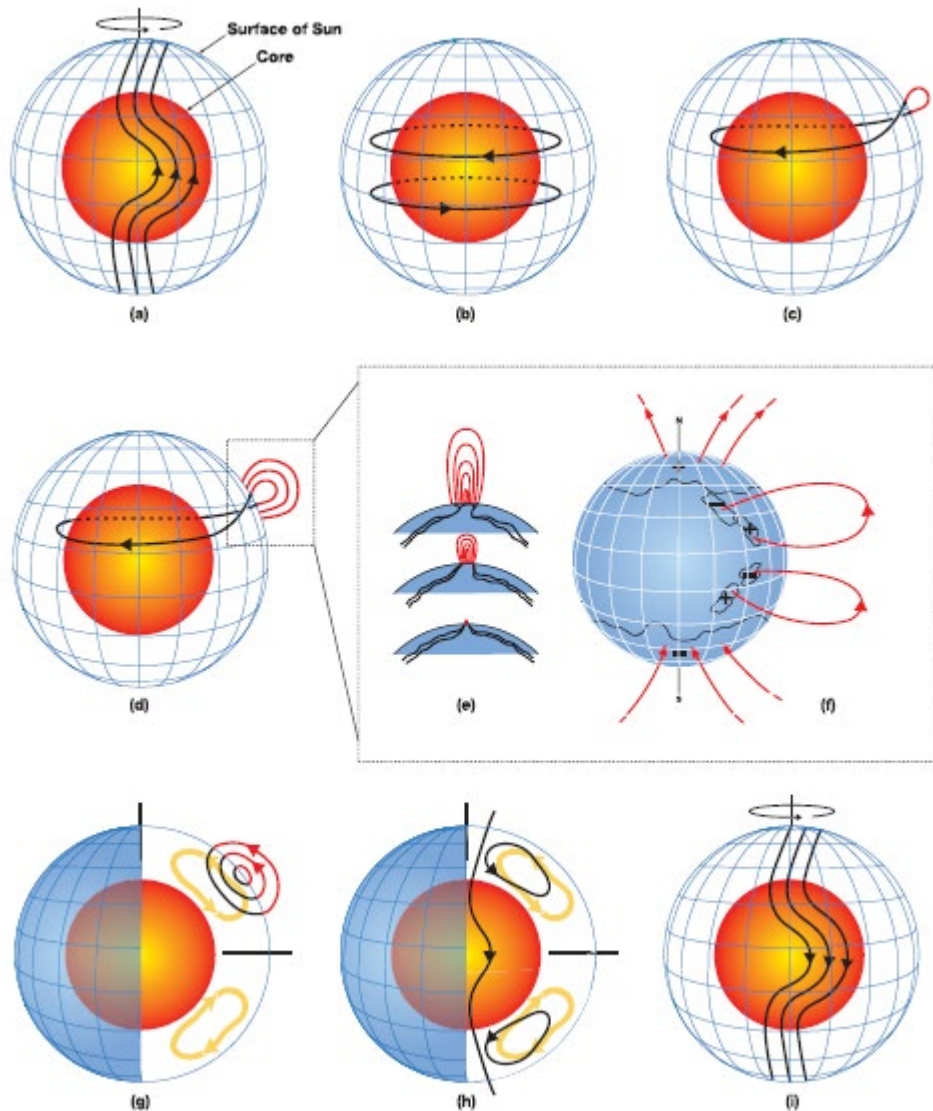 Surface of Sun
Core
(a)
(b)
(c)
N
+
−
+
−
+
−
S
(d)
(e)
(f)
(g)
(h)
(i)